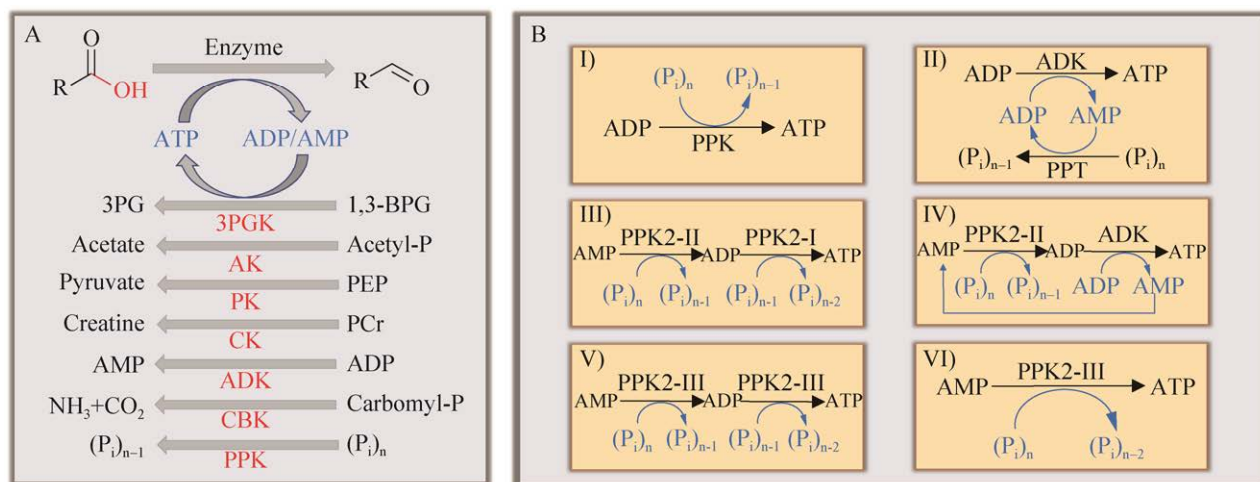 A
O
Enzyme
R
OH
R
O
ATP
ADP/AMP
3PG
1,3-BPG
3PGK
Acetate
Acetyl-P
AK
Pyruvate
PEP
PK
Creatine
PCr
CK
AMP
ADP
ADK
NH₃+CO₂
Carbomyl-P
CBK
(Pᵢ)ₙ₋₁
(Pᵢ)ₙ
PPK
B
I)
(Pᵢ)ₙ (Pᵢ)ₙ₋₁
ADP ATP
PPK
II)
ADK
ADP ATP
ADP AMP
(Pᵢ)ₙ₋₁ (Pᵢ)ₙ
PPT
III)
PPK2-II PPK2-I
AMP ADP ATP
(Pᵢ)ₙ (Pᵢ)ₙ₋₁ (Pᵢ)ₙ₋₁ (Pᵢ)ₙ₋₂
IV)
PPK2-II ADK
AMP ADP ATP
(Pᵢ)ₙ (Pᵢ)ₙ₋₁ ADP AMP
V)
PPK2-III PPK2-III
AMP ADP ATP
(Pᵢ)ₙ (Pᵢ)ₙ₋₁ (Pᵢ)ₙ₋₁ (Pᵢ)ₙ₋₂
VI)
PPK2-III
AMP ATP
(Pᵢ)ₙ (Pᵢ)ₙ₋₂